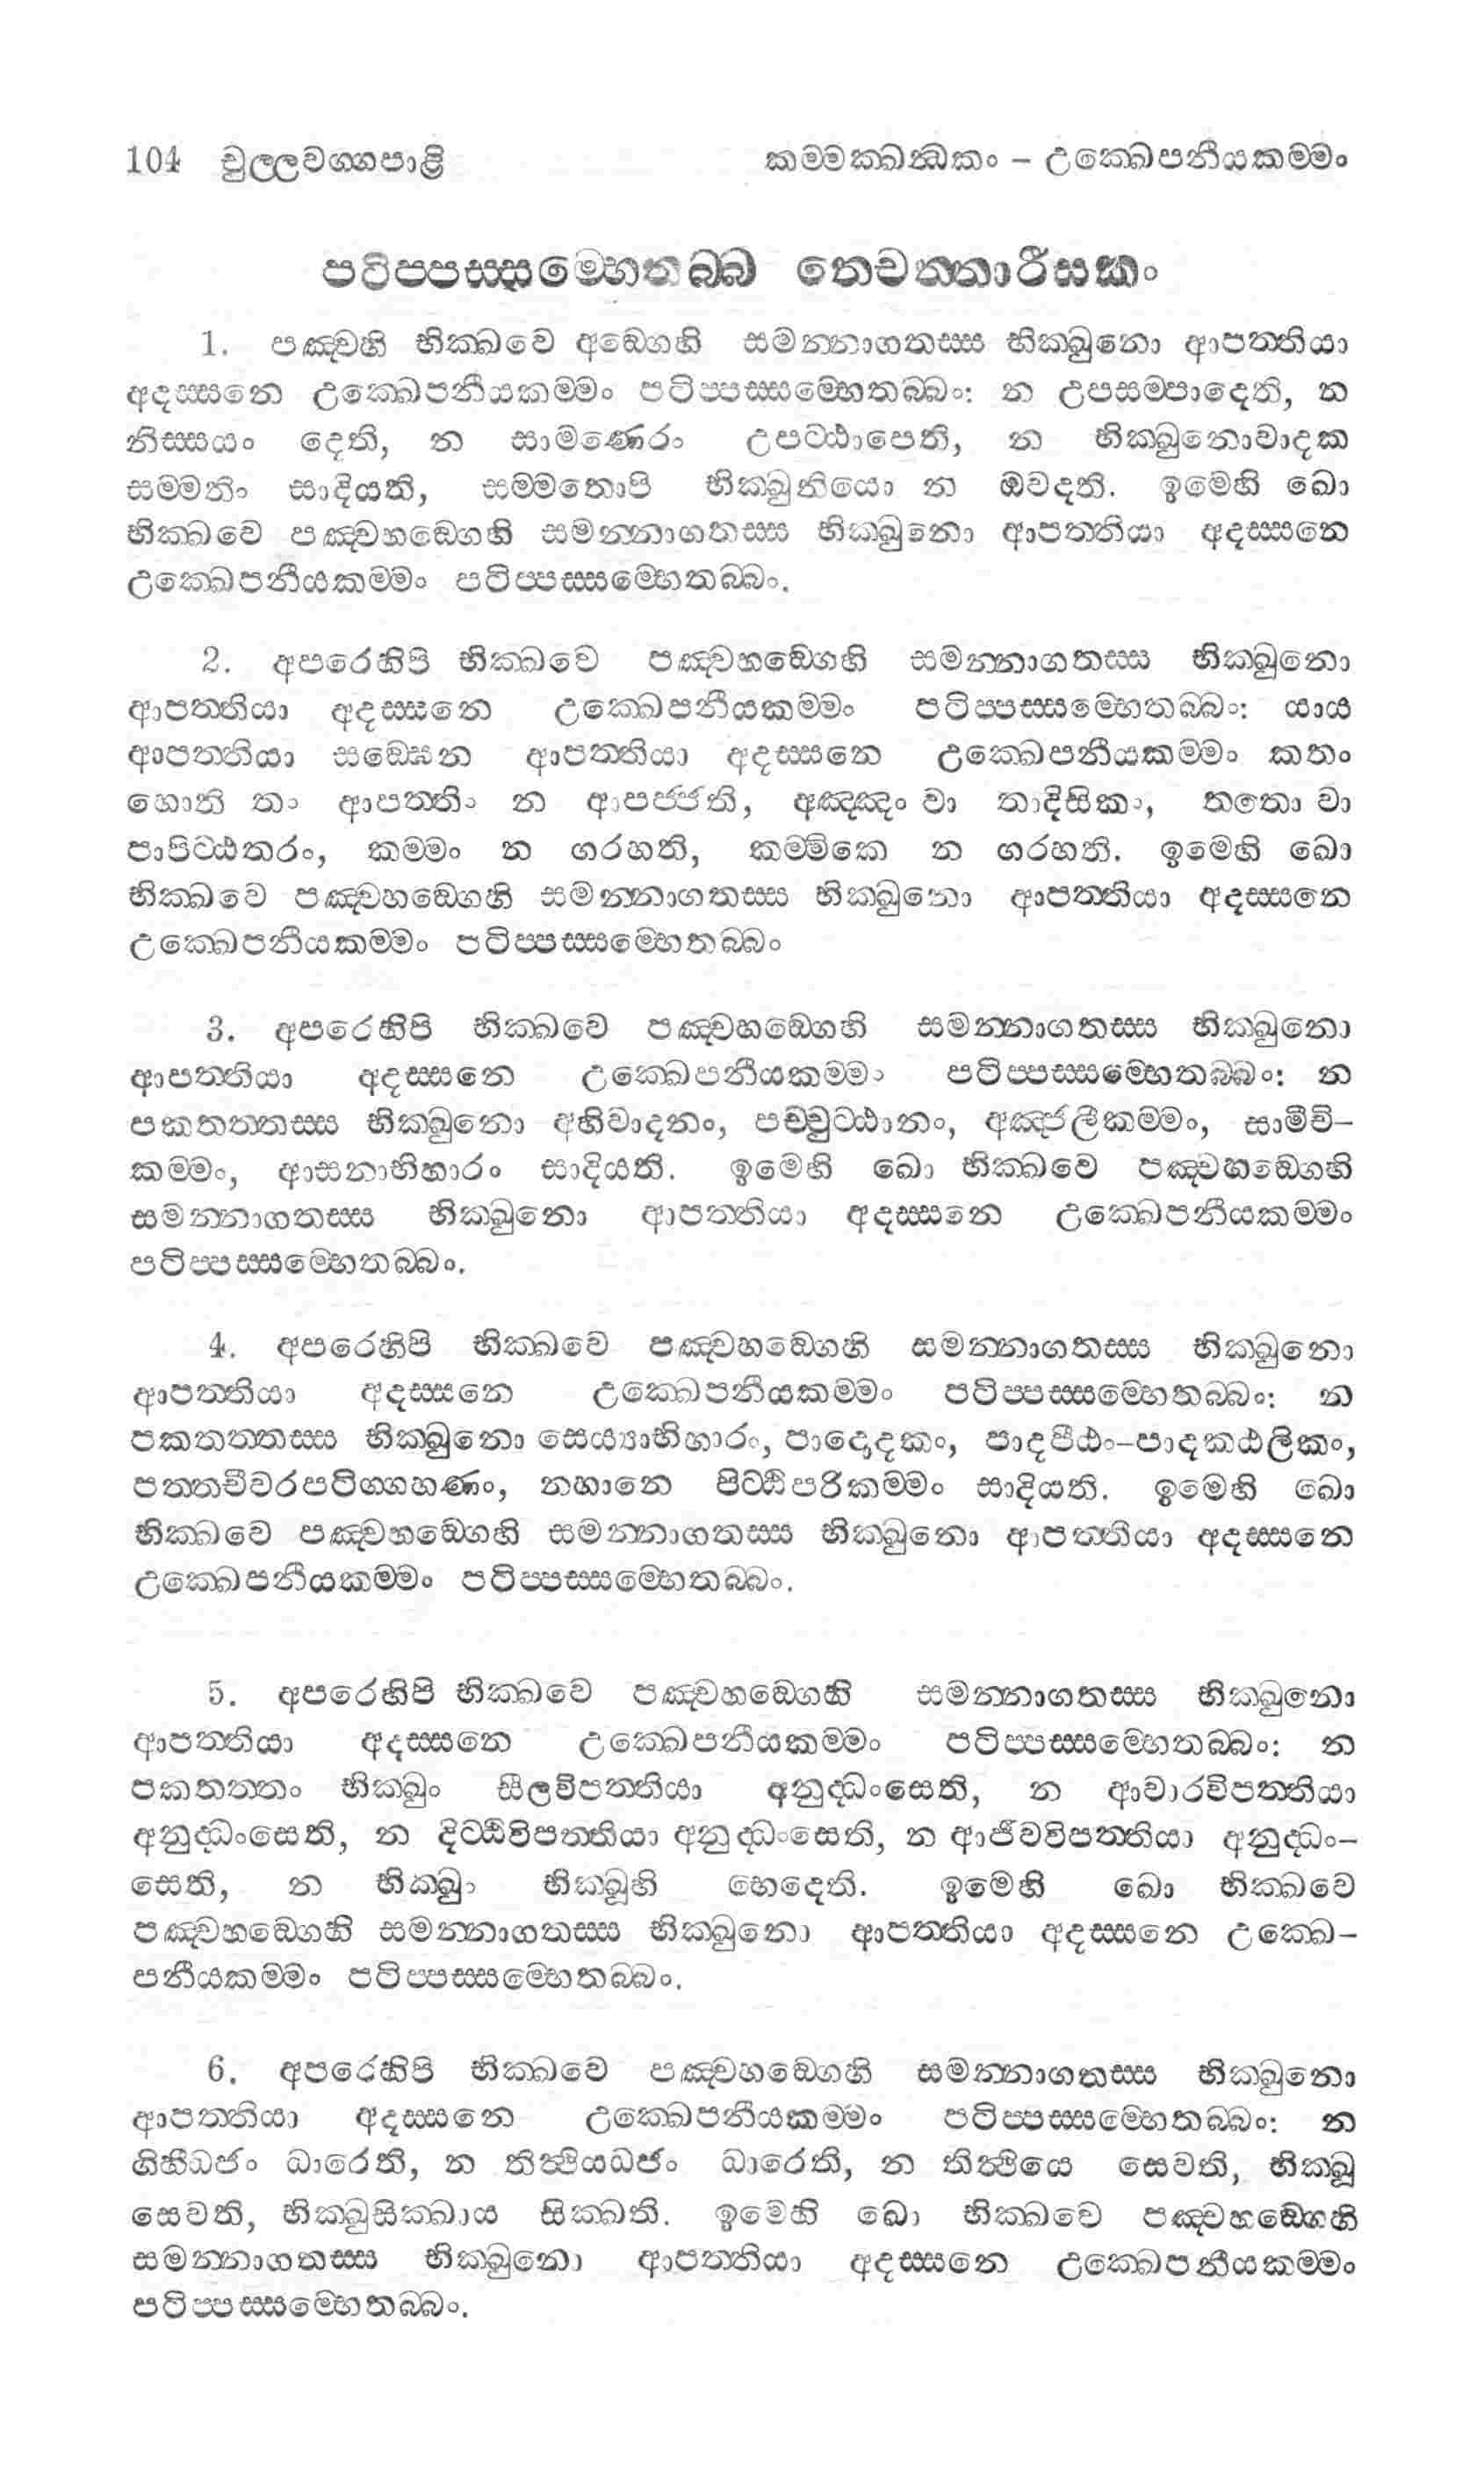 104 චුල්ලවග්ගපාළි කම්මක්ඛන්ධකං – උක්ඛෙපනීයකම්මං
පටිප්පස්සම්භෙතබ්බ තෙචත්තාරීසකං
1. පඤ්චහි භික්ඛවෙ අඞ්ගෙහි සමන්නාගතස්ස භික්ඛුනො ආපත්තියා
අදස්සනෙ උක්ඛෙපනීයකම්මං පටිප්පස්සම්භෙතබ්බං: න උපසම්පාදෙති, න
නිස්සයං දෙති, න සාමණෙරං උපට්ඨාපෙති, න භික්ඛුනොවාදක
සම්මතිං සාදියති, සම්මතොපි භික්ඛුනියො න ඔවදති. ඉමෙහි ඛො
භික්ඛවෙ පඤ්චහඞ්ගෙහි සමන්නාගතස්ස භික්ඛුනො ආපත්තියා අදස්සනෙ
උක්ඛෙපනීයකම්මං පටිප්පස්සම්භෙතබ්බං.
2. අපරෙහිපි භික්ඛවෙ පඤ්චහඞ්ගෙහි සමන්නාගතස්ස භික්ඛුනො
ආපත්තියා අදස්සනෙ උක්ඛෙපනීයකම්මං පටිප්පස්සම්භෙතබ්බං: යාය
ආපත්තියා සඞ්ඝෙන ආපත්තියා අදස්සනෙ උක්ඛෙපනීයකම්මං කතං
හොති තං ආපත්තිං න ආපජ්ජති, අඤ්ඤං වා තාදිසිකං, තතො වා
පාපිට්ඨතරං, කම්මං න ගරහති, කම්මිකෙ න ගරහති. ඉමෙහි ඛො
භික්ඛවෙ පඤ්චහඞ්ගෙහි සමන්නාගතස්ස භික්ඛුනො ආපත්තියා අදස්සනෙ
උක්ඛෙපනීයකම්මං පටිප්පස්සම්භෙතබ්බං
3. අපරෙහිපි භික්ඛවෙ පඤ්චහඞ්ගෙහි සමන්නාගතස්ස භික්ඛුනො
ආපත්තියා අදස්සනෙ උක්ඛෙපනීයකම්මං පටිප්පස්සම්භෙතබ්බං: න
පකතත්තස්ස භික්ඛුනො අභිවාදනං, පච්චුට්ඨානං, අඤ්ජලීකම්මං, සාමීචි–
කම්මං, ආසනාභිහාරං සාදියති. ඉමෙහි ඛො භික්ඛවෙ පඤ්චහඞ්ගෙහි
සමන්නාගතස්ස භික්ඛුනො ආපත්තියා අදස්සනෙ උක්ඛෙපනීයකම්මං
පටිප්පස්සම්භෙතබ්බං.
4. අපරෙහිපි භික්ඛවෙ පඤ්චහඞ්ගෙහි සමන්නාගතස්ස භික්ඛුනො
ආපත්තියා අදස්සනෙ උක්ඛෙපනීයකම්මං පටිප්පස්සම්භෙතබ්බං: න
පකතත්තස්ස භික්ඛුනො සෙය්‍යාභිහාරං, පාදොදකං, පාදපීඨං–පාදකඨලිකං,
පත්තචීවරපටිග්ගහණං, නහානෙ පිට්ඨිපරිකම්මං සාදියති. ඉමෙහි ඛො
භික්ඛවෙ පඤ්චහඞ්ගෙහි සමන්නාගතස්ස භික්ඛුනො ආපත්තියා අදස්සනෙ
උක්ඛෙපනීයකම්මං පටිප්පස්සම්භෙතබ්බං.
5. අපරෙහිපි භික්ඛවෙ පඤ්චහඞ්ගෙහි සමන්නාගතස්ස භික්ඛුනො
ආපත්තියා අදස්සනෙ උක්ඛෙපනීයකම්මං පටිප්පස්සම්භෙතබ්බං: න
පකතත්තං භික්ඛුං සීලවිපත්තියා අනුද්ධංසෙති, න ආචාරවිපත්තියා
අනුද්ධංසෙති, න දිට්ඨිවිපත්තියා අනුද්ධංසෙති, න ආජීවවිපත්තියා අනුද්ධං–
සෙති, න භික්ඛුං භික්ඛූහි භෙදෙති. ඉමෙහි ඛො භික්ඛවෙ
පඤ්චහඞ්ගෙහි සමන්නාගතස්ස භික්ඛුනො ආපත්තියා අදස්සනෙ උක්ඛෙ–
පනීයකම්මං පටිප්පස්සම්භෙතබ්බං.
6. අපරෙහිපි භික්ඛවෙ පඤ්චහඞ්ගෙහි සමන්නාගතස්ස භික්ඛුනො
ආපත්තියා අදස්සනෙ උක්ඛෙපනීයකම්මං පටිප්පස්සම්භෙතබ්බං: න
ගිහීධජං ධාරෙති, න තිත්ථියධජං ධාරෙති, න තිත්ථියෙ සෙවති, භික්ඛූ
සෙවති, භික්ඛුසික්ඛාය සික්ඛති. ඉමෙහි ඛො භික්ඛවෙ පඤ්චහඞ්ගෙහි
සමන්නාගතස්ස භික්ඛුනො ආපත්තියා අදස්සනෙ උක්ඛෙපනීයකම්මං
පටිප්පස්සම්භෙතබ්බං.